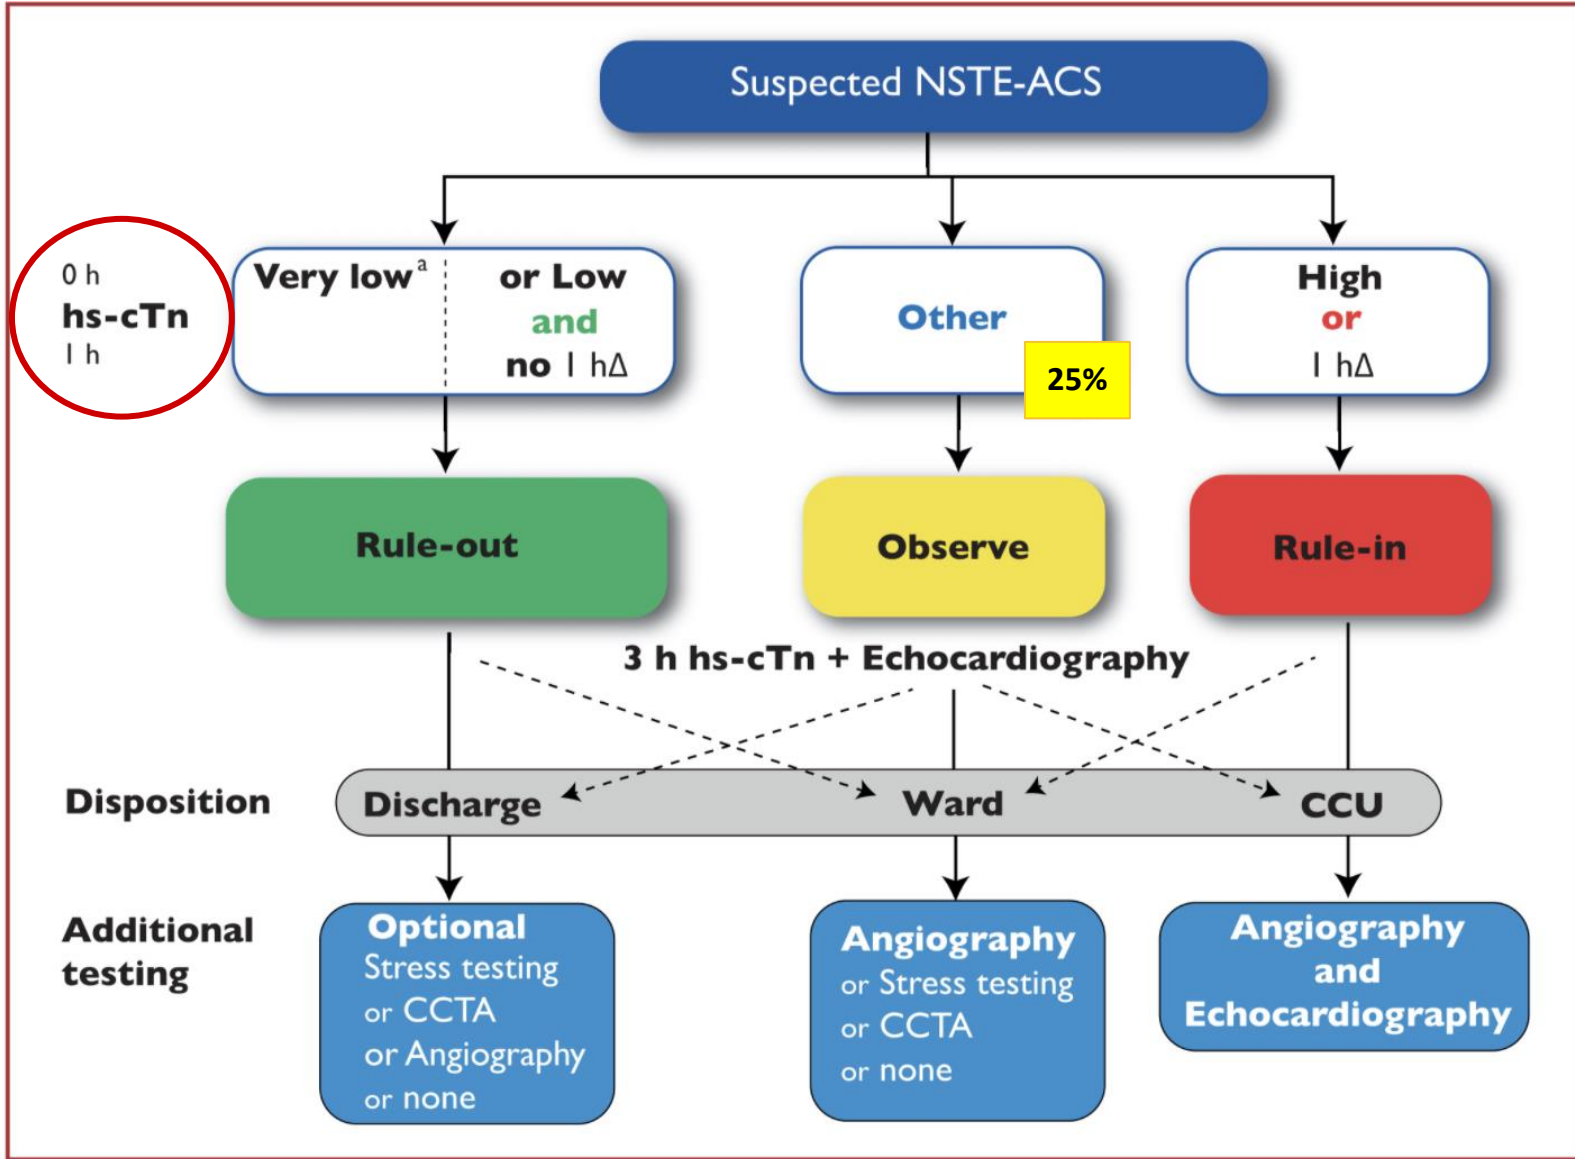 Suspected NSTE-ACS
0 h
hs-cTn
1 h
Very low a
or Low
and
no 1 hΔ
Other
25%
High
or
1 hΔ
Rule-out
Observe
Rule-in
3 h hs-cTn + Echocardiography
Disposition
Discharge
Ward
CCU
Additional
testing
Optional
Stress testing
or CCTA
or Angiography
or none
Angiography
or Stress testing
or CCTA
or none
Angiography
and
Echocardiography